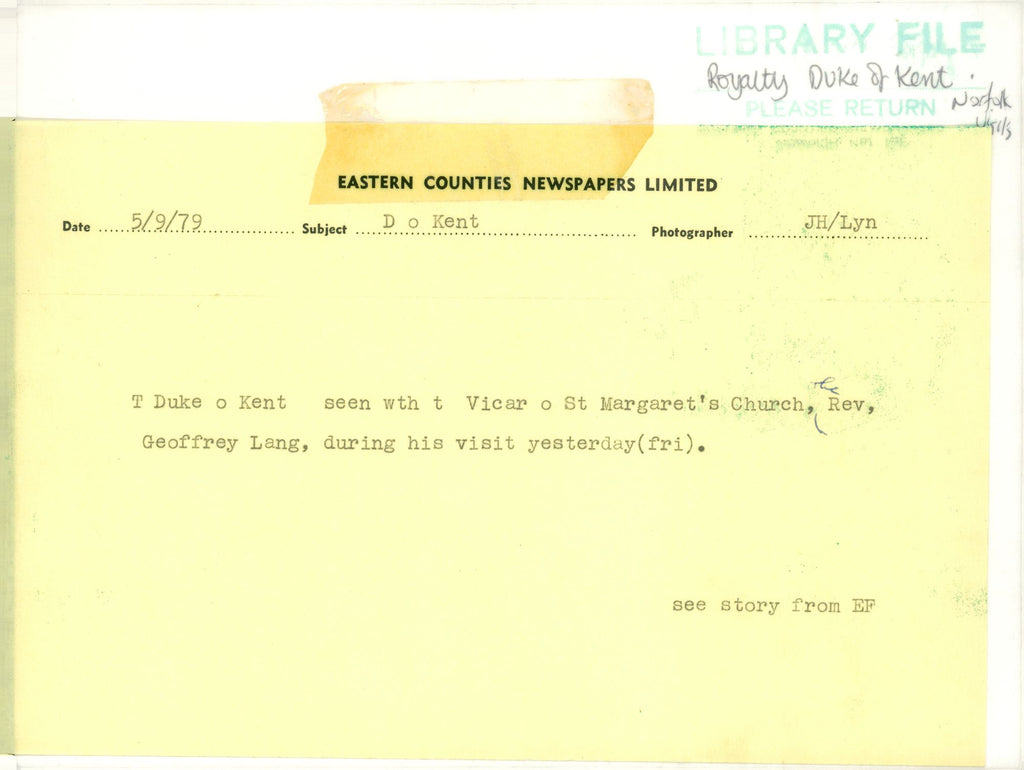 LIBRARY FILE
Royalty Duke of Kent.
PLEASE RETURN
Norfolk
Visits
EASTERN COUNTIES NEWSPAPERS LIMITED
Date 5/9/79 Subject D o Kent Photographer JH/Lyn
T Duke o Kent seen wth t Vicar o St Margaret's Church, the Rev,
Geoffrey Lang, during his visit yesterday(fri).
see story from EF